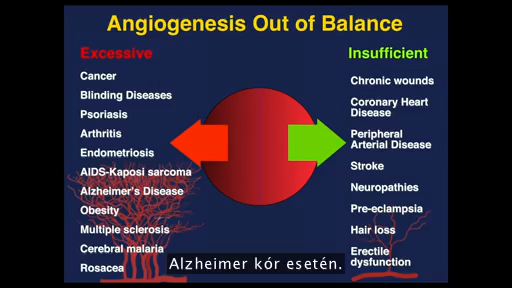 Angiogenesis Out of Balance
Excessive
Cancer
Blinding Diseases
Psoriasis
Arthritis
Endometriosis
AIDS-Kaposi sarcoma
Alzheimer's Disease
Obesity
Multiple sclerosis
Cerebral malaria
Rosacea
Insufficient
Chronic wounds
Coronary Heart
Disease
Peripheral
Arterial Disease
Stroke
Neuropathies
Pre-eclampsia
Hair loss
Erectile
dysfunction
Alzheimer kór esetén.